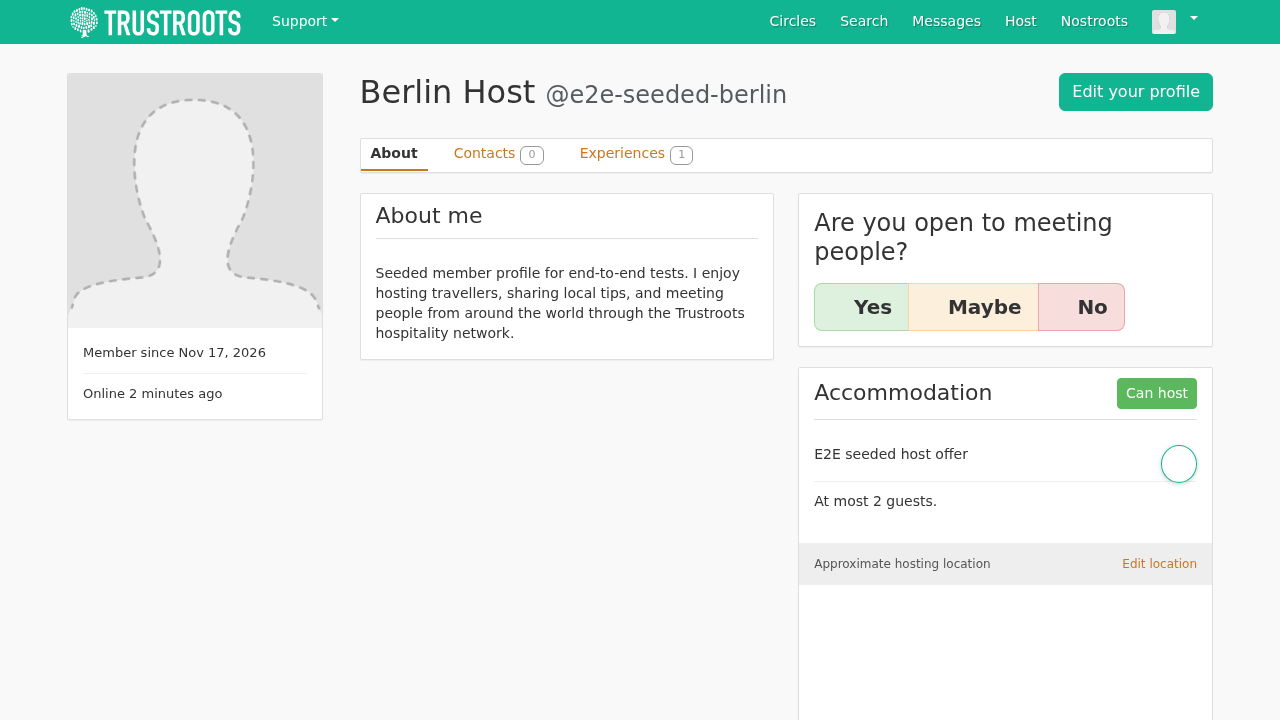 TRUSTROOTS
Support
Circles
Search
Messages
Host
Nostroots
Berlin Host @e2e-seeded-berlin
Edit your profile
About
Contacts 0
Experiences 1
Member since Nov 17, 2026
Online 2 minutes ago
About me
Seeded member profile for end-to-end tests. I enjoy
hosting travellers, sharing local tips, and meeting
people from around the world through the Trustroots
hospitality network.
Are you open to meeting
people?
Yes
Maybe
No
Accommodation
Can host
E2E seeded host offer
At most 2 guests.
Approximate hosting location
Edit location